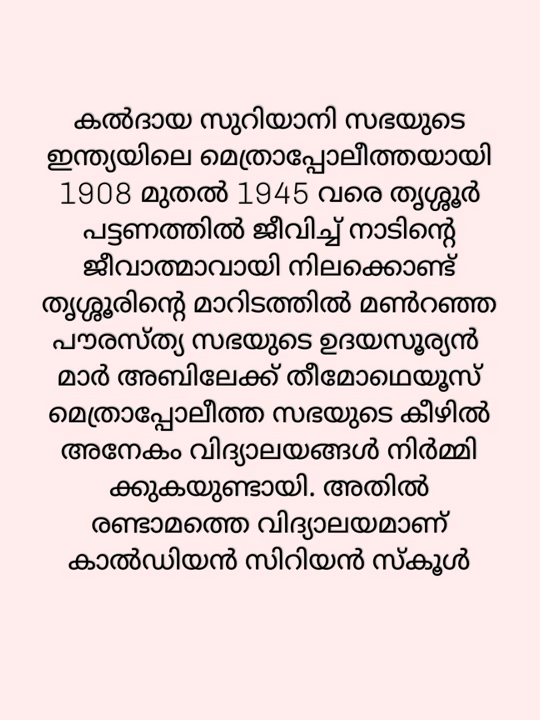 കൽദായ സുറിയാനി സഭയുടെ
ഇന്ത്യയിലെ മെത്രാപ്പോലീത്തയായി
1908 മുതൽ 1945 വരെ തൃശ്ശൂർ
പട്ടണത്തിൽ ജീവിച്ച് നാടിന്റെ
ജീവാത്മാവായി നിലക്കൊണ്ട്
തൃശ്ശൂരിന്റെ മാറിടത്തിൽ മൺറഞ്ഞ
പൗരസ്ത്യ സഭയുടെ ഉദയസൂര്യൻ
മാർ അബിലേക്ക് തീമോഥെയൂസ്
മെത്രാപ്പോലീത്ത സഭയുടെ കീഴിൽ
അനേകം വിദ്യാലയങ്ങൾ നിർമ്മി
ക്കുകയുണ്ടായി. അതിൽ
രണ്ടാമത്തെ വിദ്യാലയമാണ്
കാൽഡിയൻ സിറിയൻ സ്കൂൾ